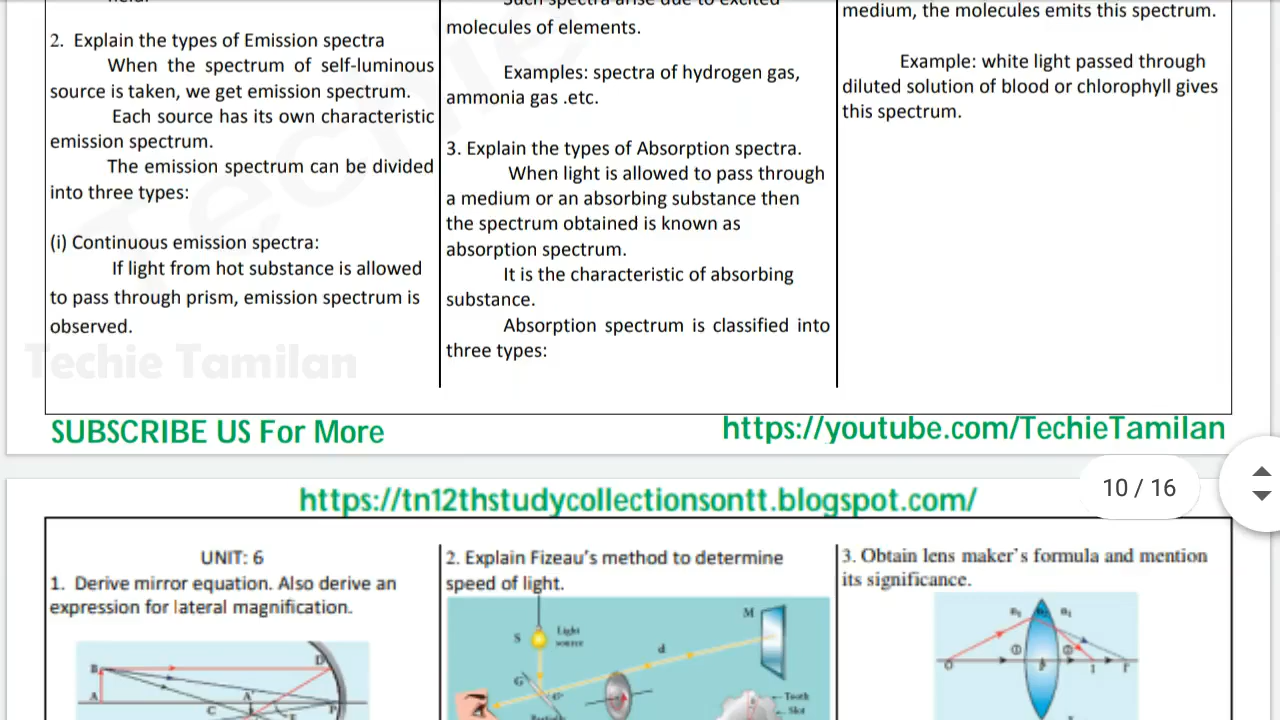 2. Explain the types of Emission spectra
When the spectrum of self-luminous
source is taken, we get emission spectrum.
Each source has its own characteristic
emission spectrum.
The emission spectrum can be divided
into three types:
(i) Continuous emission spectra:
If light from hot substance is allowed
to pass through prism, emission spectrum is
observed.
Techie Tamilan
Such spectra arise due to excited
molecules of elements.
Examples: spectra of hydrogen gas,
ammonia gas .etc.
3. Explain the types of Absorption spectra.
When light is allowed to pass through
a medium or an absorbing substance then
the spectrum obtained is known as
absorption spectrum.
It is the characteristic of absorbing
substance.
Absorption spectrum is classified into
three types:
medium, the molecules emits this spectrum.
Example: white light passed through
diluted solution of blood or chlorophyll gives
this spectrum.
SUBSCRIBE US For More
https://youtube.com/TechieTamilan
10 / 16
https://tn12thstudycollectionsontt.blogspot.com/
UNIT: 6
1. Derive mirror equation. Also derive an
expression for lateral magnification.
B
D
A
A'
C
P
2. Explain Fizeau's method to determine
speed of light.
S
Light
source
M
d
G
Tooth
Slot
3. Obtain lens maker's formula and mention
its significance.
O
P
I
I'